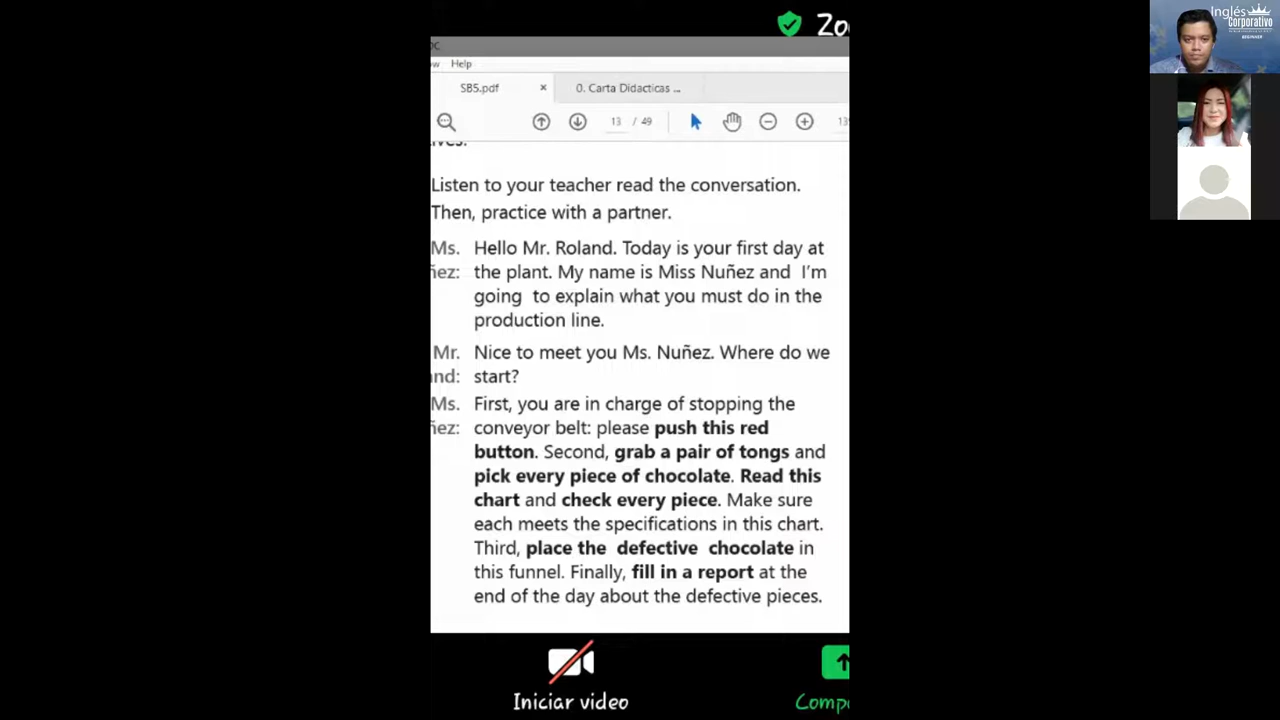 Zo
Inglés
Corporativo
BEGINNER
Help
SB5.pdf × 0. Carta Didacticas ...
13 / 49
Listen to your teacher read the conversation.
Then, practice with a partner.
Ms. Hello Mr. Roland. Today is your first day at
ñez: the plant. My name is Miss Nuñez and I'm
going to explain what you must do in the
production line.
Mr. Nice to meet you Ms. Nuñez. Where do we
nd: start?
Ms. First, you are in charge of stopping the
ñez: conveyor belt: please push this red
button. Second, grab a pair of tongs and
pick every piece of chocolate. Read this
chart and check every piece. Make sure
each meets the specifications in this chart.
Third, place the defective chocolate in
this funnel. Finally, fill in a report at the
end of the day about the defective pieces.
Iniciar video
Comp